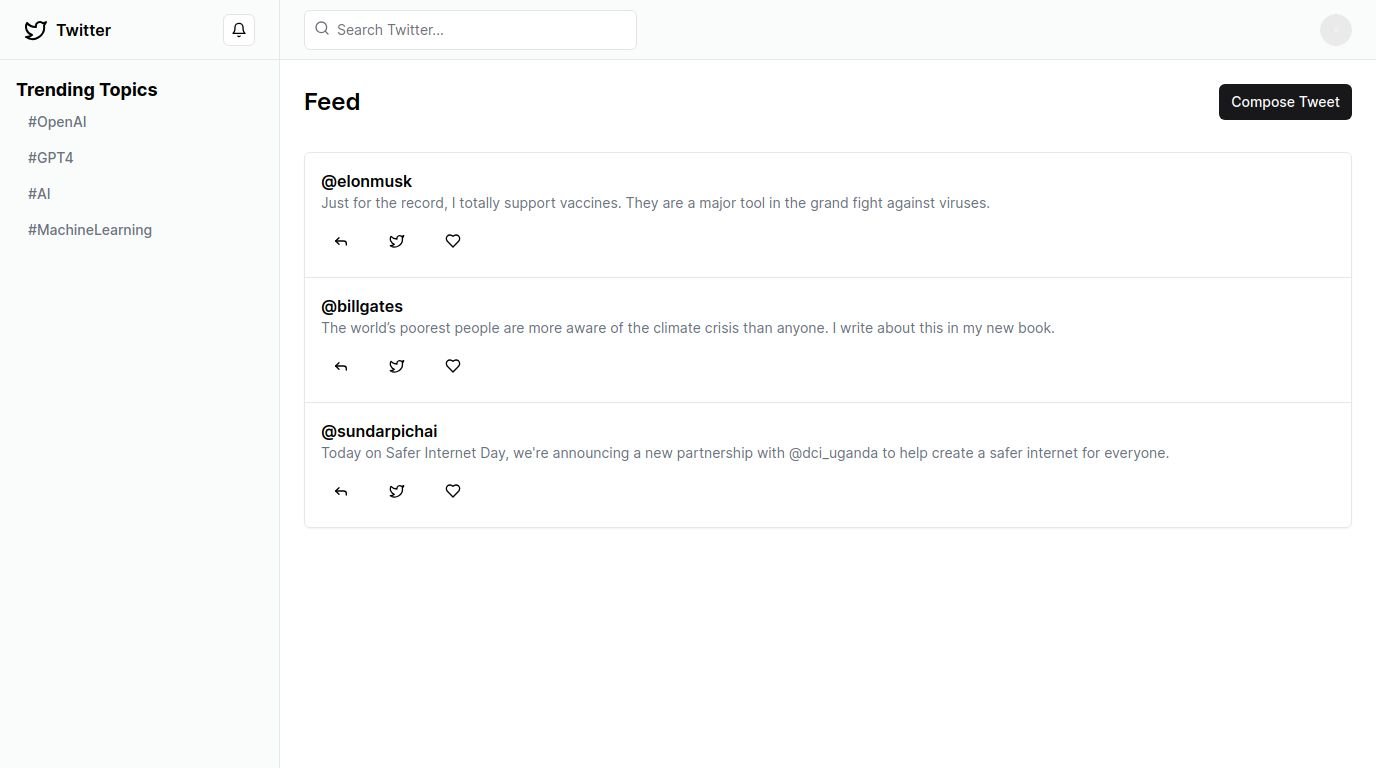 Twitter
Search Twitter...
Trending Topics
#OpenAI
#GPT4
#AI
#MachineLearning
Feed
Compose Tweet
@elonmusk
Just for the record, I totally support vaccines. They are a major tool in the grand fight against viruses.
@billgates
The world’s poorest people are more aware of the climate crisis than anyone. I write about this in my new book.
@sundarpichai
Today on Safer Internet Day, we're announcing a new partnership with @dci_uganda to help create a safer internet for everyone.